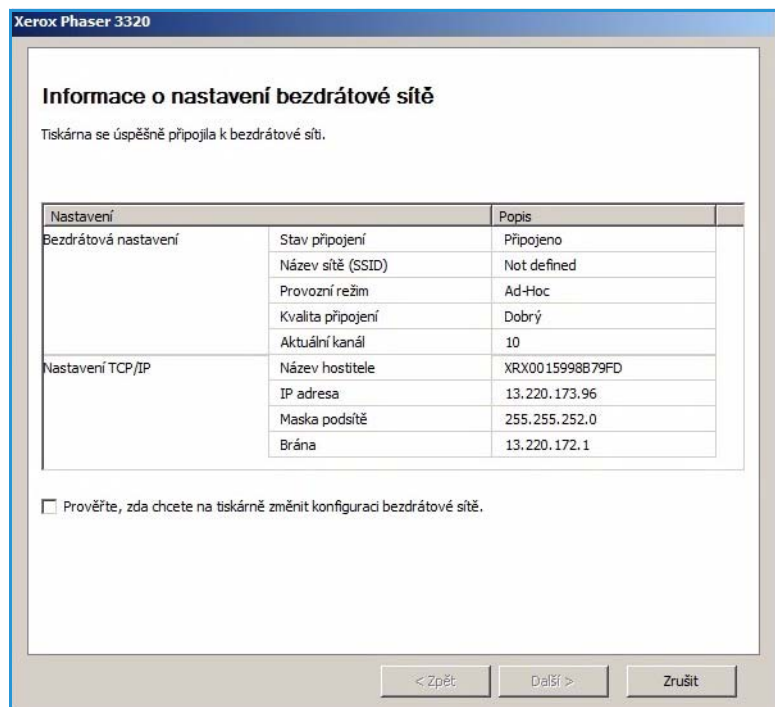 Xerox Phaser 3320
Informace o nastavení bezdrátové sítě
Tiskárna se úspěšně připojila k bezdrátové síti.
Nastavení Popis
Bezdrátová nastavení Stav připojení Připojeno
Název sítě (SSID) Not defined
Provozní režim Ad-Hoc
Kvalita připojení Dobrý
Aktuální kanál 10
Nastavení TCP/IP Název hostitele XRX0015998B79FD
IP adresa 13.220.173.96
Maska podsítě 255.255.252.0
Brána 13.220.172.1
Prověřte, zda chcete na tiskárně změnit konfiguraci bezdrátové sítě.
< Zpět Další > Zrušit